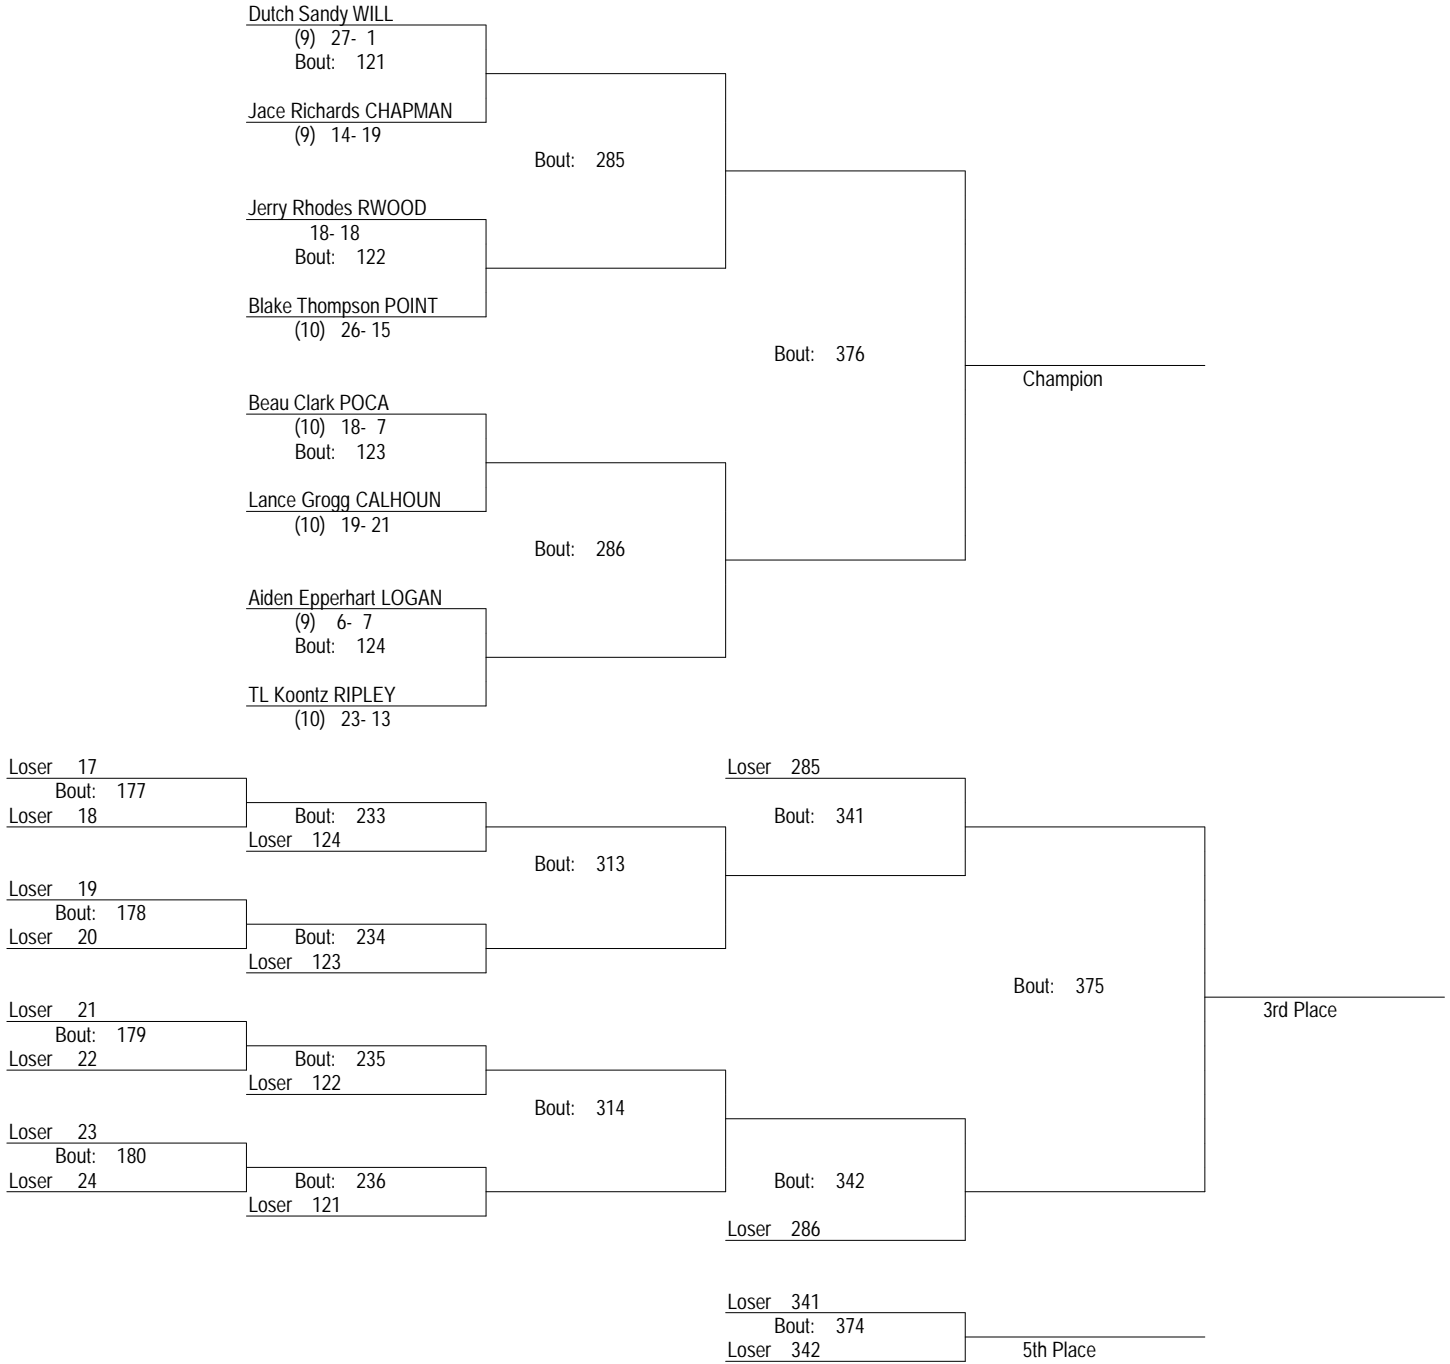 Dutch Sandy WILL
(9) 27- 1
Bout: 121
Jace Richards CHAPMAN
(9) 14- 19
Bout: 285
Jerry Rhodes RWOOD
18- 18
Bout: 122
Blake Thompson POINT
(10) 26- 15
Bout: 376
Champion
Beau Clark POCA
(10) 18- 7
Bout: 123
Lance Grogg CALHOUN
(10) 19- 21
Bout: 286
Aiden Epperhart LOGAN
(9) 6- 7
Bout: 124
TL Koontz RIPLEY
(10) 23- 13
Loser 17
Bout: 177
Loser 18
Bout: 233
Loser 124
Bout: 313
Loser 285
Bout: 341
Loser 19
Bout: 178
Loser 20
Bout: 234
Loser 123
Bout: 375
3rd Place
Loser 21
Bout: 179
Loser 22
Bout: 235
Loser 122
Bout: 314
Loser 23
Bout: 180
Loser 24
Bout: 236
Loser 121
Bout: 342
Loser 286
Loser 341
Bout: 374
Loser 342
5th Place